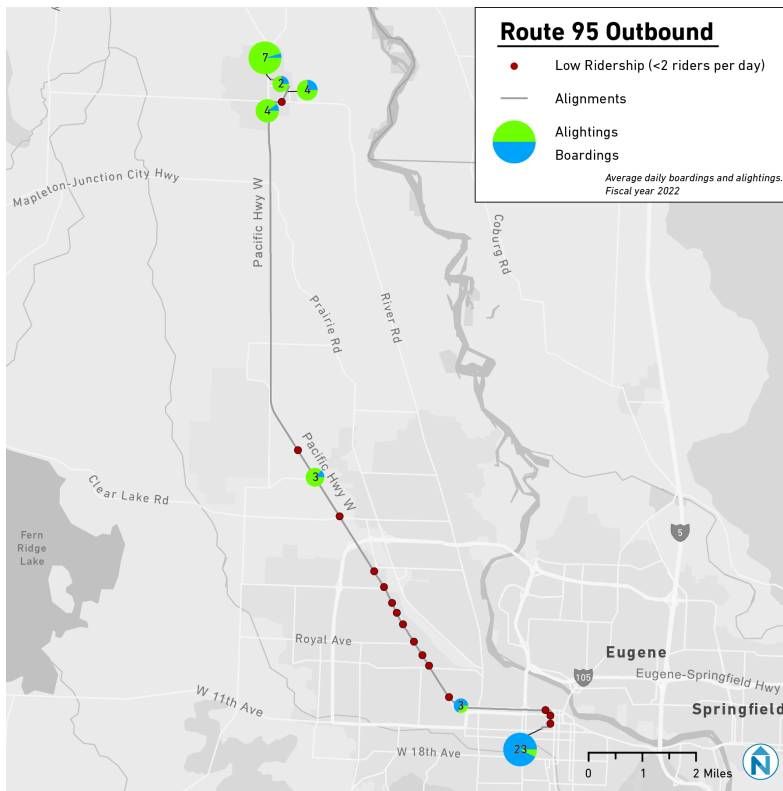 Route 95 Outbound
Low Ridership (<2 riders per day)
Alignments
Alightings
Boardings
Average daily boardings and alightings.
Fiscal year 2022
7
2
4
4
Mapleton-Junction City Hwy
Pacific Hwy W
Coburg Rd
Prairie Rd
River Rd
Pacific Hwy W
3
Clear Lake Rd
Fern
Ridge
Lake
5
Royal Ave
Eugene
105
Eugene-Springfield Hwy
W 11th Ave
3
Springfield
W 18th Ave
23
0 1 2 Miles
N